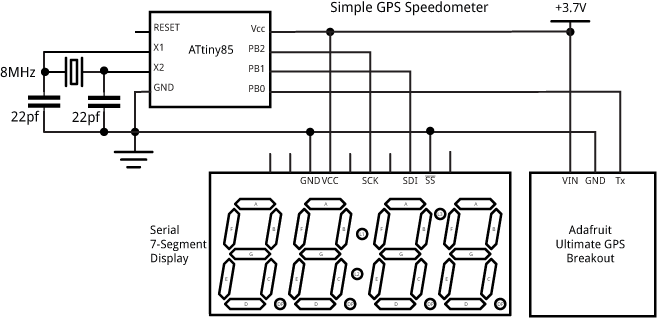 Simple GPS Speedometer
+3.7V
RESET
X1
X2
GND
ATtiny85
Vcc
PB2
PB1
PB0
8MHz
22pf
22pf
GND VCC SCK SDI SS
VIN GND Tx
Serial
7-Segment
Display
Adafruit
Ultimate GPS
Breakout
A A A A
F B F B F B F B
G G G G
E C E C E C E C
D D D D